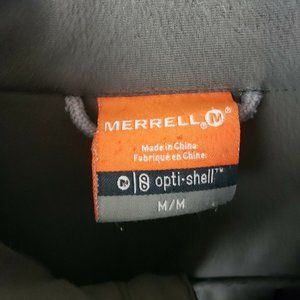 MERRELL M
Made in China
Fabriqué en Chine
opti-shell™
M/M